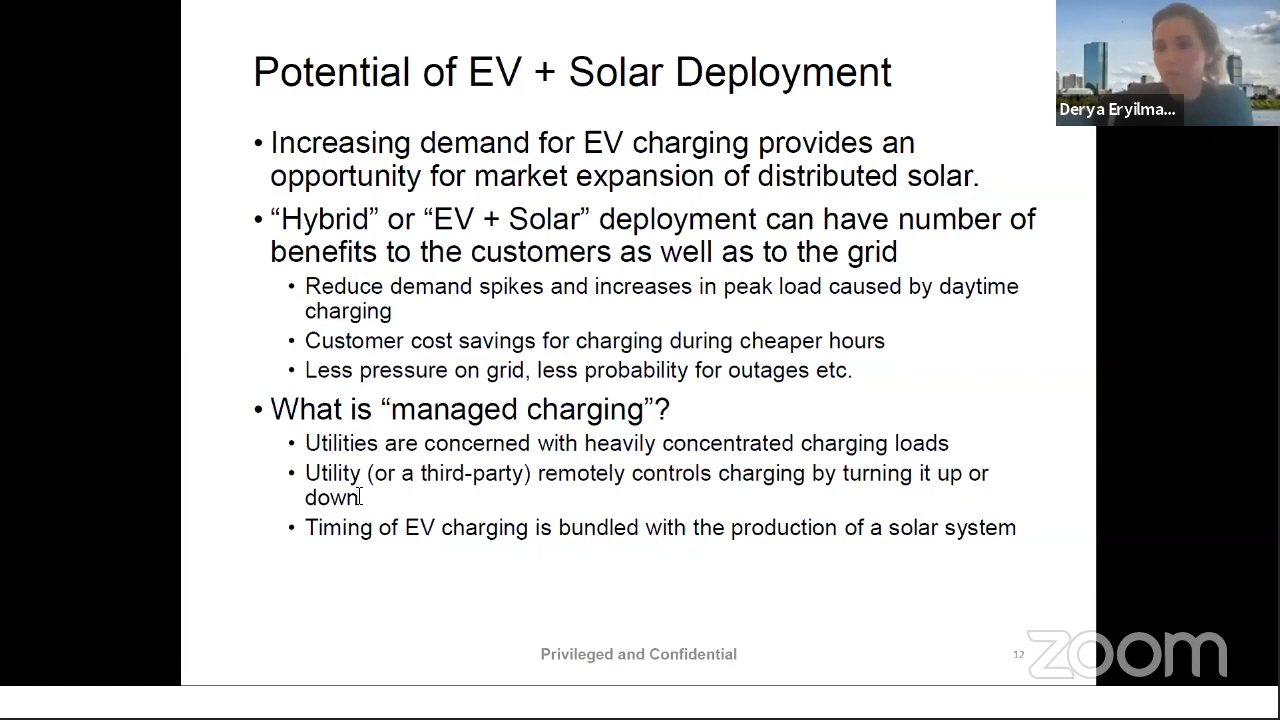 Potential of EV + Solar Deployment
Derya Eryilma...
• Increasing demand for EV charging provides an
opportunity for market expansion of distributed solar.
• “Hybrid” or “EV + Solar” deployment can have number of
benefits to the customers as well as to the grid
• Reduce demand spikes and increases in peak load caused by daytime
charging
• Customer cost savings for charging during cheaper hours
• Less pressure on grid, less probability for outages etc.
• What is “managed charging”?
• Utilities are concerned with heavily concentrated charging loads
• Utility (or a third-party) remotely controls charging by turning it up or
down
• Timing of EV charging is bundled with the production of a solar system
Privileged and Confidential
12
zoom